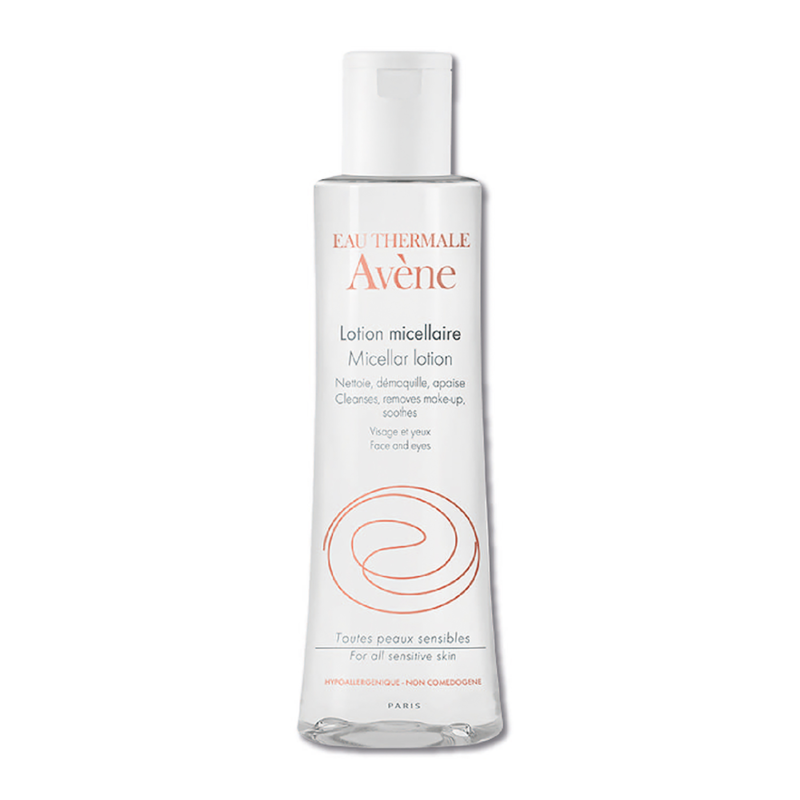 EAU THERMALE
Avène
Lotion micellaire
Micellar lotion
Nettoie, démaquille, apaise
Cleanses, removes make-up,
soothes
Visage et yeux
Face and eyes
Toutes peaux sensibles
For all sensitive skin
HYPOALLERGENIQUE - NON COMEDOGENE
PARIS